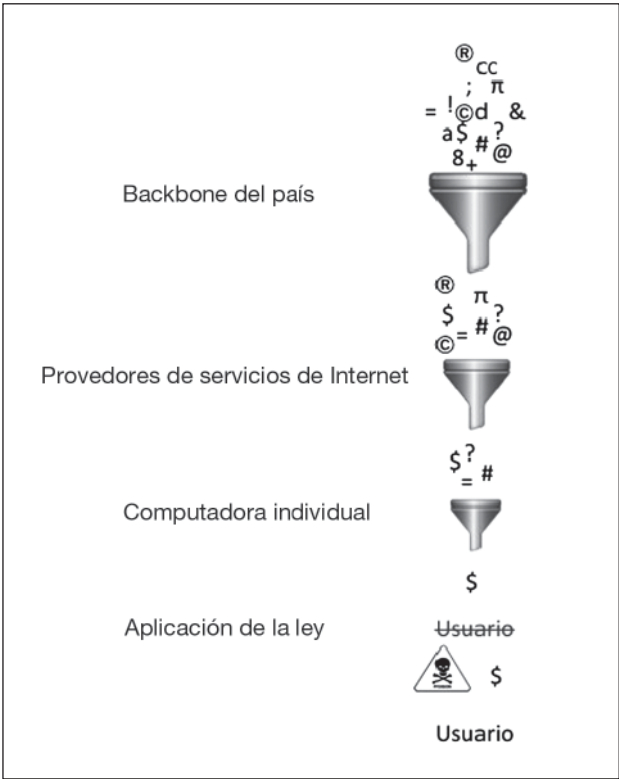 ® cc
; π
= ! © d &
a $ # ?
8 + @
Backbone del país
® π
$ ?
© = # @
Provedores de servicios de Internet
$ ? #
=
Computadora individual
$
Aplicación de la ley
Usuario
$
Usuario